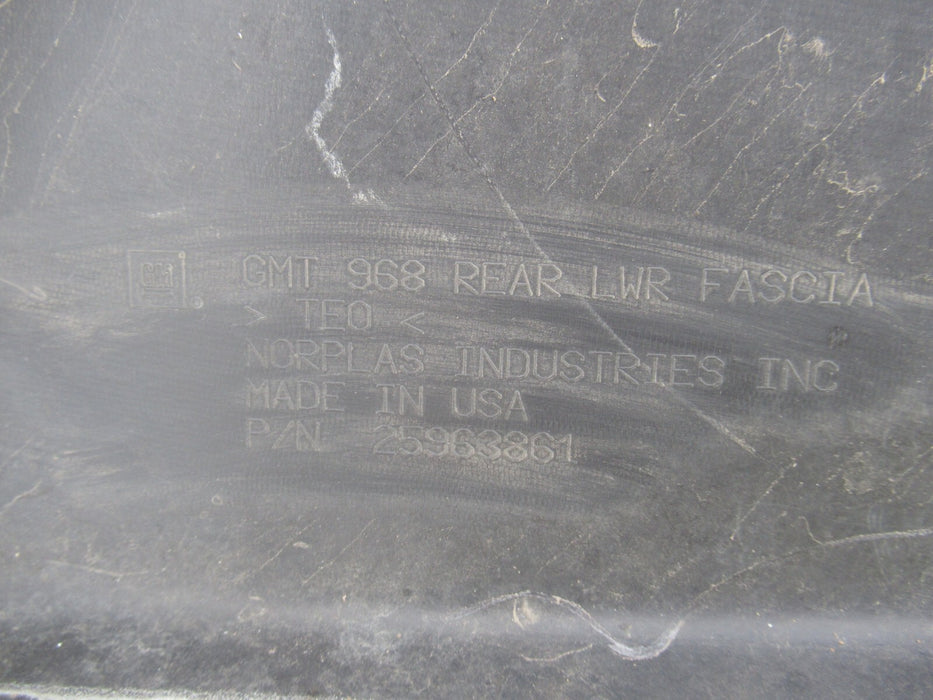 GM GMT 968 REAR LWR FASCIA
> TEO <
NORPLAS INDUSTRIES INC
MADE IN USA
P/N 25963861